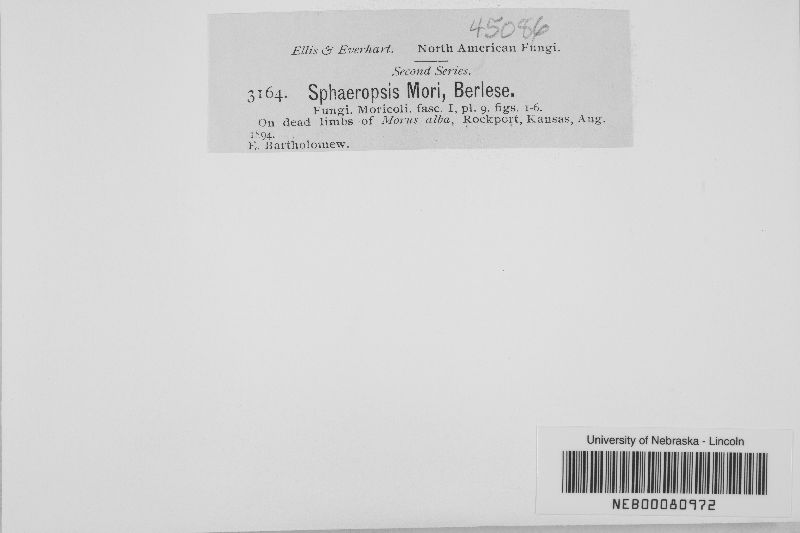 45086
Ellis & Everhart. North American Fungi.
Second Series.
3164. Sphaeropsis Mori, Berlese.
Fungi. Moricoli. fasc. I, pl. 9. figs. 1-6.
On dead limbs of Morus alba, Rockport, Kansas, Aug.
1894.
E. Bartholomew.
University of Nebraska - Lincoln
NEB00080972